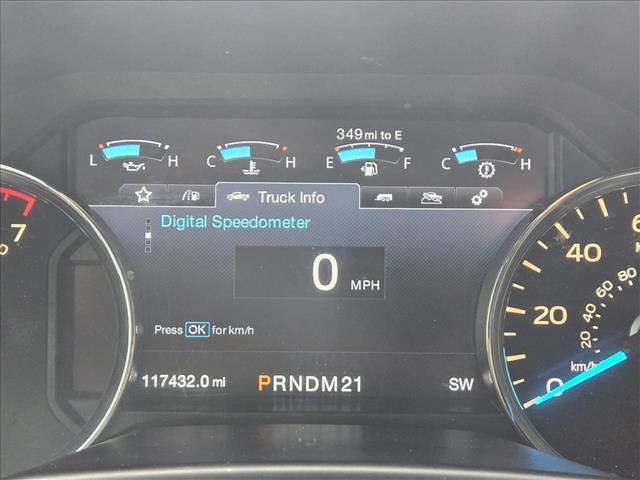 349 mi to E
L H C H E F C H
Truck Info
Digital Speedometer
0 MPH
Press OK for km/h
117432.0 mi PRNDM21 SW
7
0 20 40
20 40 60 80
km/h